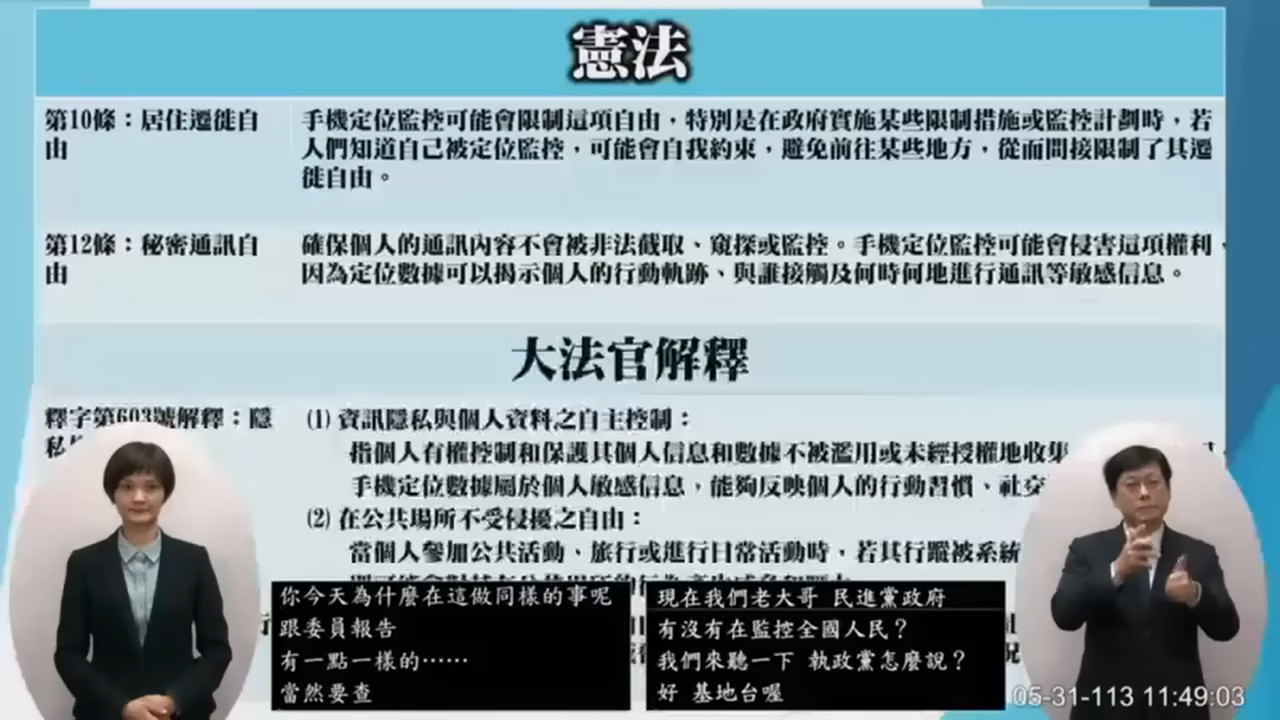 憲法
第10條：居住遷徙自由
手機定位監控可能會限制這項自由，特別是在政府實施某些限制措施或監控計劃時，若
人們知道自己被定位監控，可能會自我約束，避免前往某些地方，從而間接限制了其遷
徙自由。
第12條：秘密通訊自由
確保個人的通訊內容不會被非法截取、窺探或監控。手機定位監控可能會侵害這項權利，
因為定位數據可以揭示個人的行動軌跡、與誰接觸及何時何地進行通訊等敏感信息。
大法官解釋
釋字第603號解釋：隱
私
(1) 資訊隱私與個人資料之自主控制：
指個人有權控制和保護其個人信息和數據不被濫用或未經授權地收集
手機定位數據屬於個人敏感信息，能夠反映個人的行動習慣、社交
(2) 在公共場所不受侵擾之自由：
當個人參加公共活動、旅行或進行日常活動時，若其行蹤被系統
你今天為什麼在這做同樣的事呢
跟委員報告
有一點一樣的……
當然要查
現在我們老大哥 民進黨政府
有沒有在監控全國人民？
我們來聽一下 執政黨怎麼說？
好 基地台喔
05-31-113 11:49:03